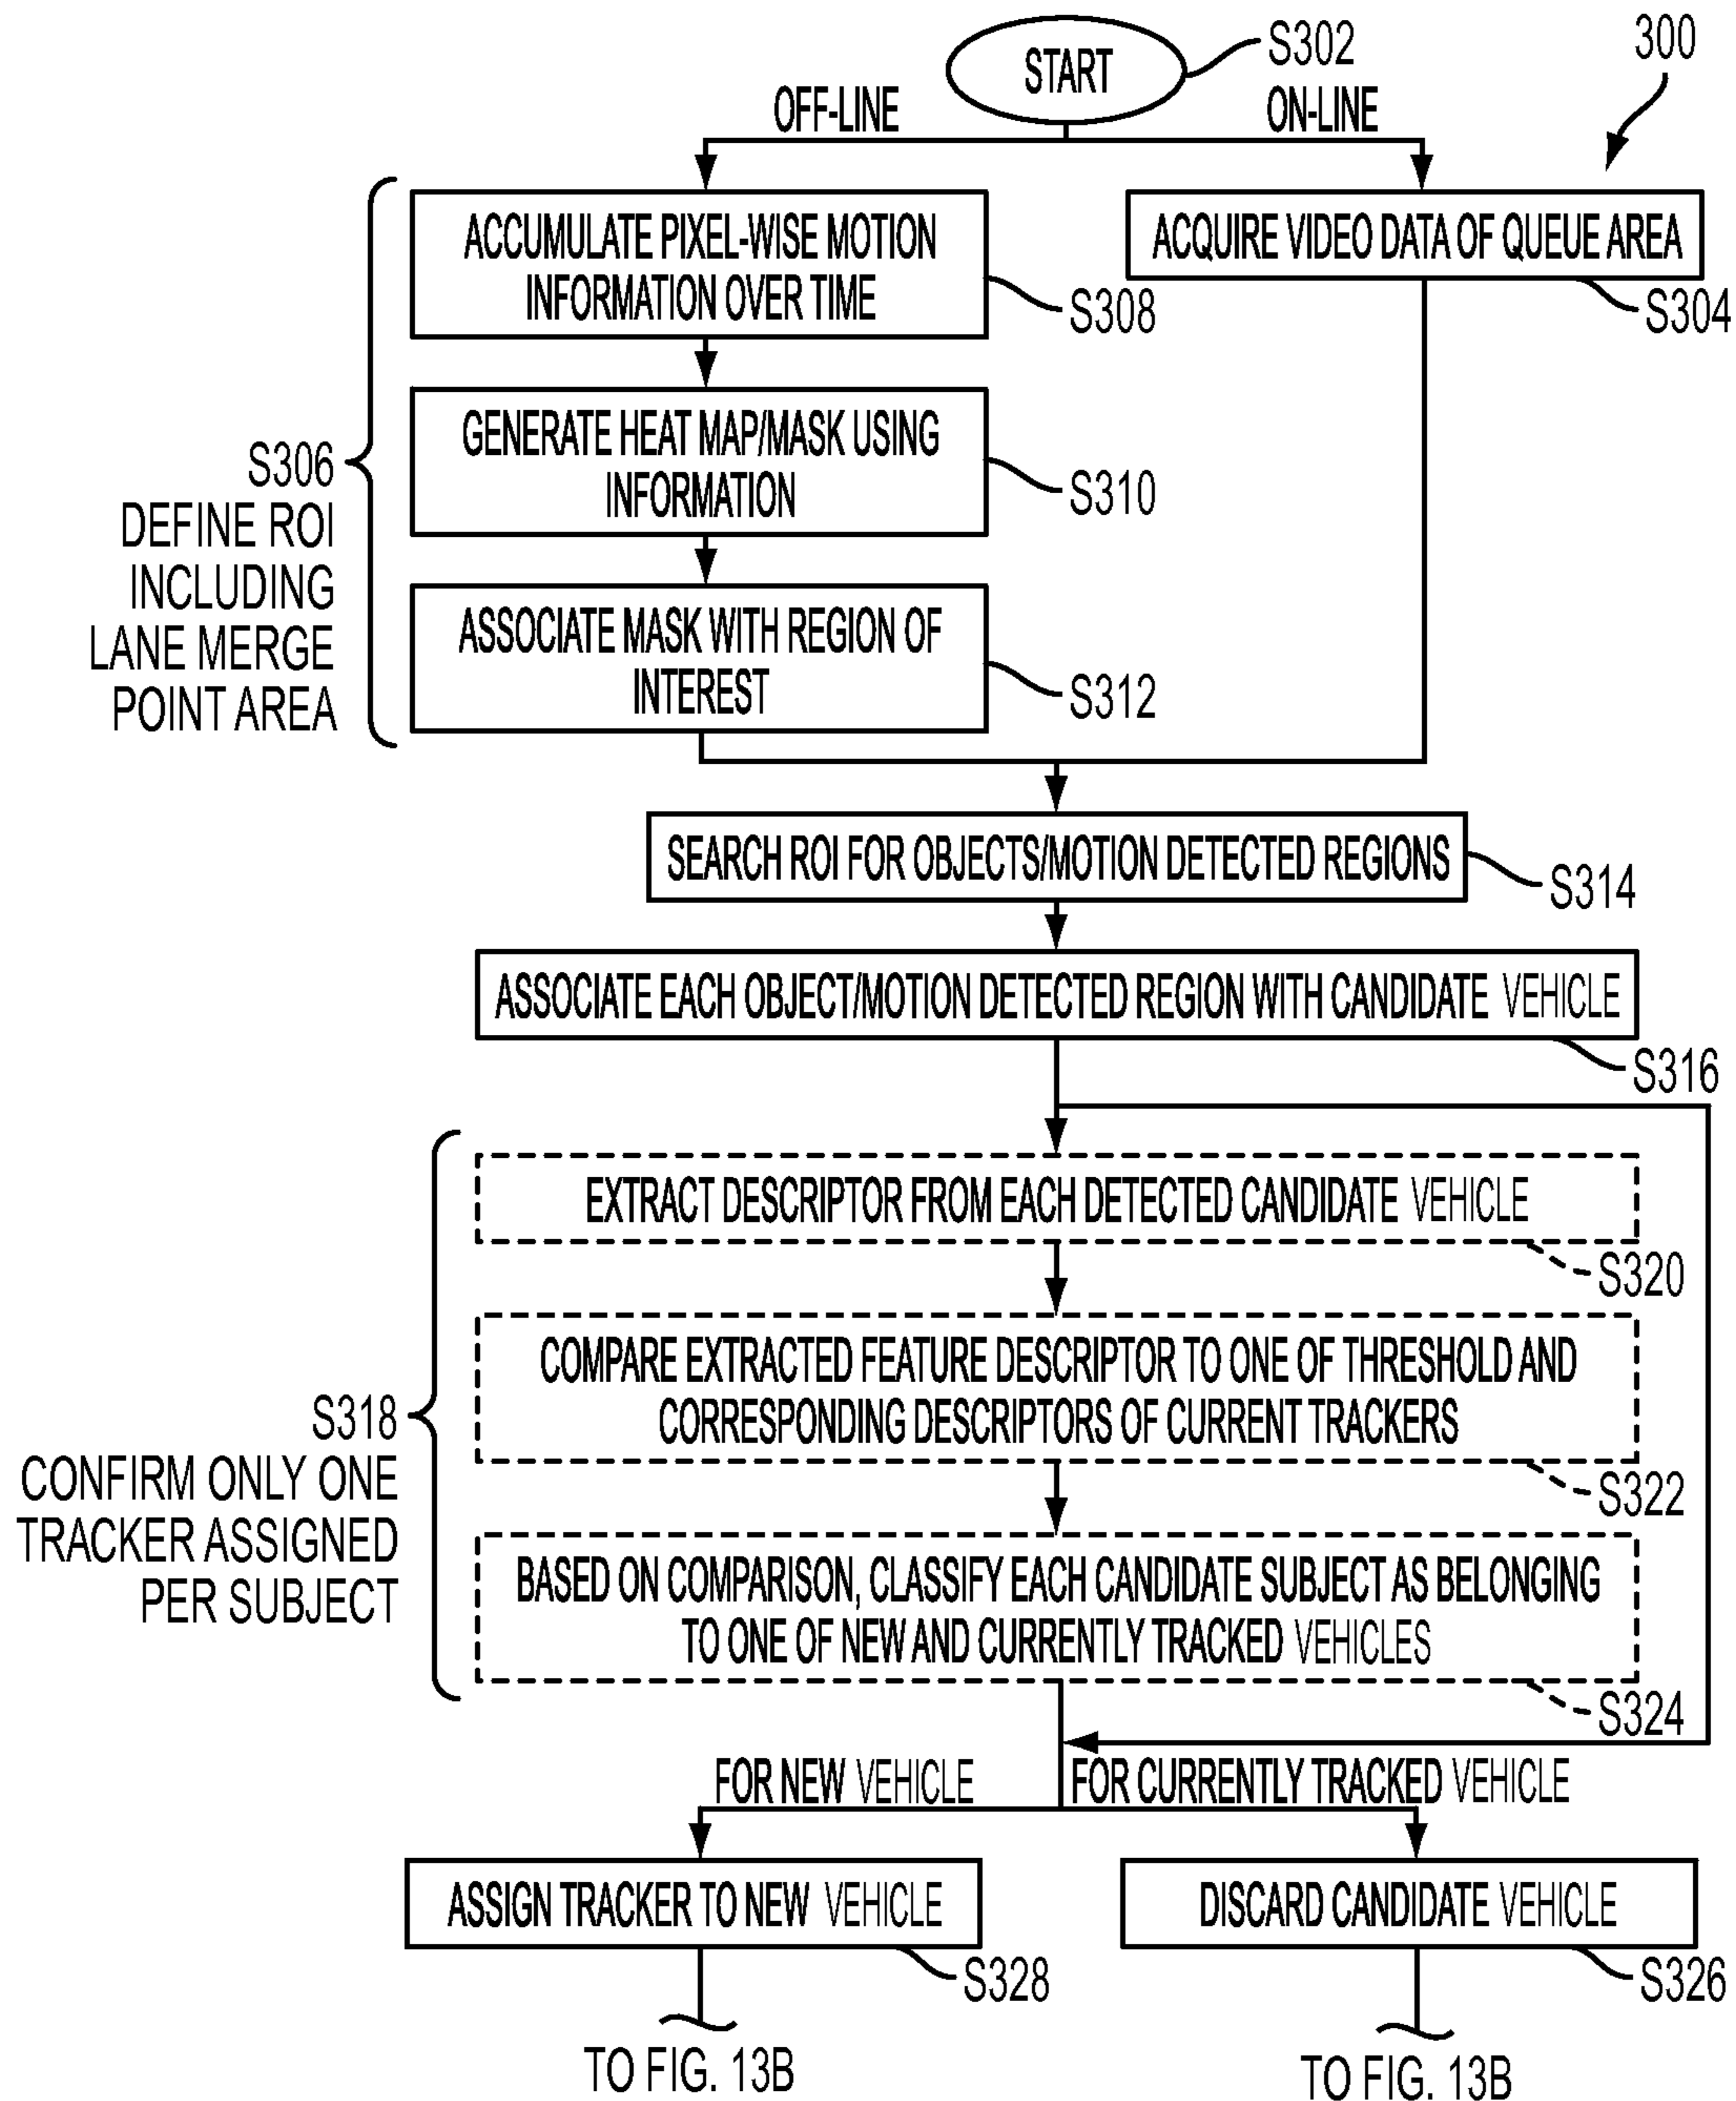 START
S302
300
OFF-LINE
ON-LINE
ACCUMULATE PIXEL-WISE MOTION
INFORMATION OVER TIME
S308
ACQUIRE VIDEO DATA OF QUEUE AREA
S304
GENERATE HEAT MAP/MASK USING
INFORMATION
S310
S306
DEFINE ROI
INCLUDING
LANE MERGE
POINT AREA
ASSOCIATE MASK WITH REGION OF
INTEREST
S312
SEARCH ROI FOR OBJECTS/MOTION DETECTED REGIONS
S314
ASSOCIATE EACH OBJECT/MOTION DETECTED REGION WITH CANDIDATE VEHICLE
S316
EXTRACT DESCRIPTOR FROM EACH DETECTED CANDIDATE VEHICLE
S320
COMPARE EXTRACTED FEATURE DESCRIPTOR TO ONE OF THRESHOLD AND
CORRESPONDING DESCRIPTORS OF CURRENT TRACKERS
S322
S318
CONFIRM ONLY ONE
TRACKER ASSIGNED
PER SUBJECT
BASED ON COMPARISON, CLASSIFY EACH CANDIDATE SUBJECT AS BELONGING
TO ONE OF NEW AND CURRENTLY TRACKED VEHICLES
S324
FOR NEW VEHICLE
FOR CURRENTLY TRACKED VEHICLE
ASSIGN TRACKER TO NEW VEHICLE
S328
DISCARD CANDIDATE VEHICLE
S326
TO FIG. 13B
TO FIG. 13B